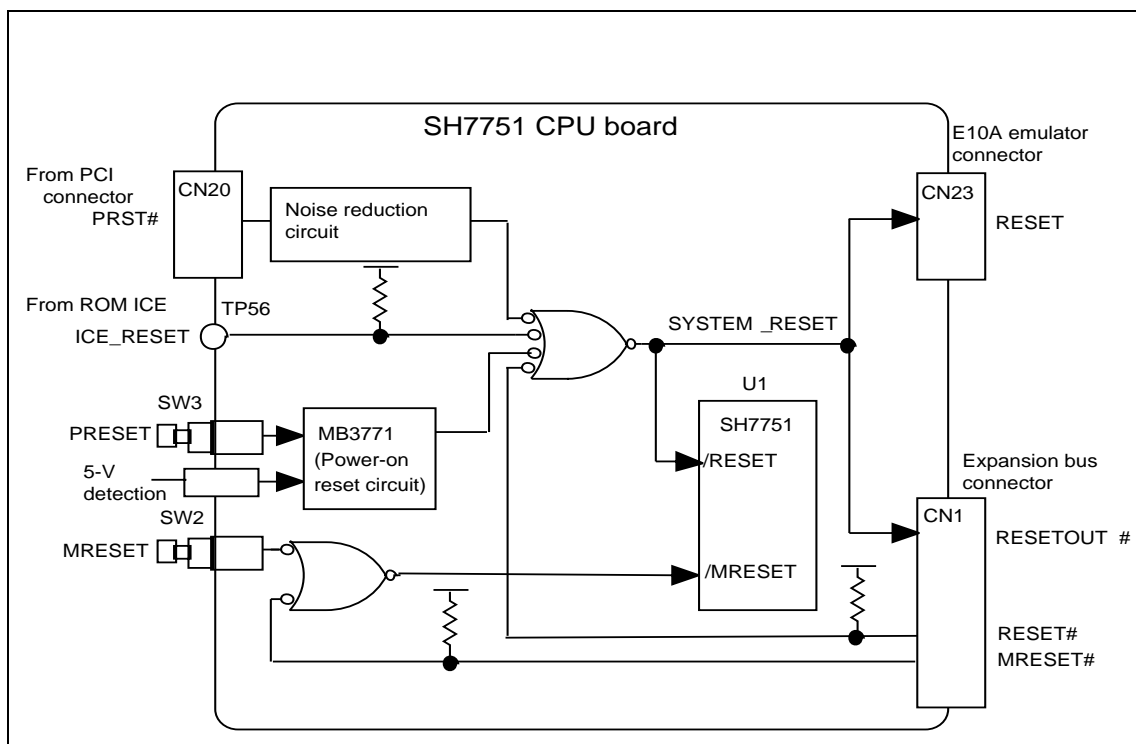 SH7751 CPU board
E10A emulator
connector
From PCI
connector
PRST#
CN20
Noise reduction
circuit
CN23
RESET
From ROM ICE
TP56
ICE_RESET
SYSTEM _RESET
U1
SW3
PRESET
MB3771
(Power-on
reset circuit)
SH7751
/RESET
5-V
detection
Expansion bus
connector
SW2
CN1
MRESET
RESETOUT #
/MRESET
RESET#
MRESET#